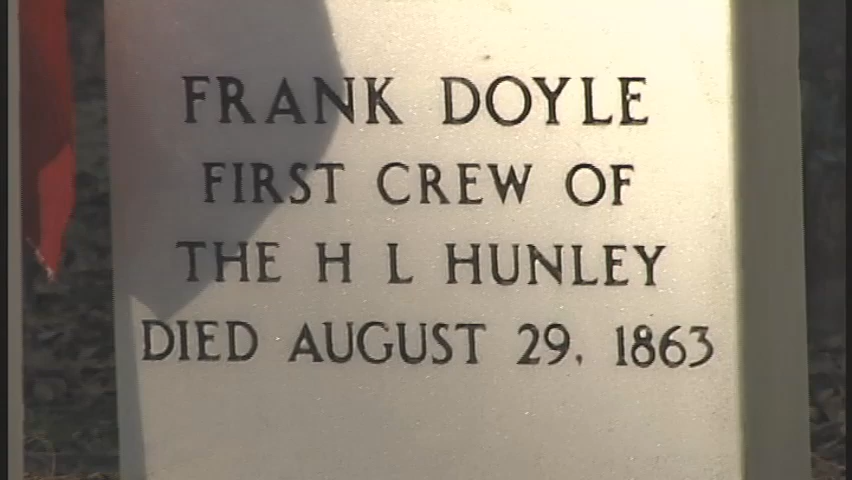 FRANK DOYLE
FIRST CREW OF
THE H L HUNLEY
DIED AUGUST 29, 1863